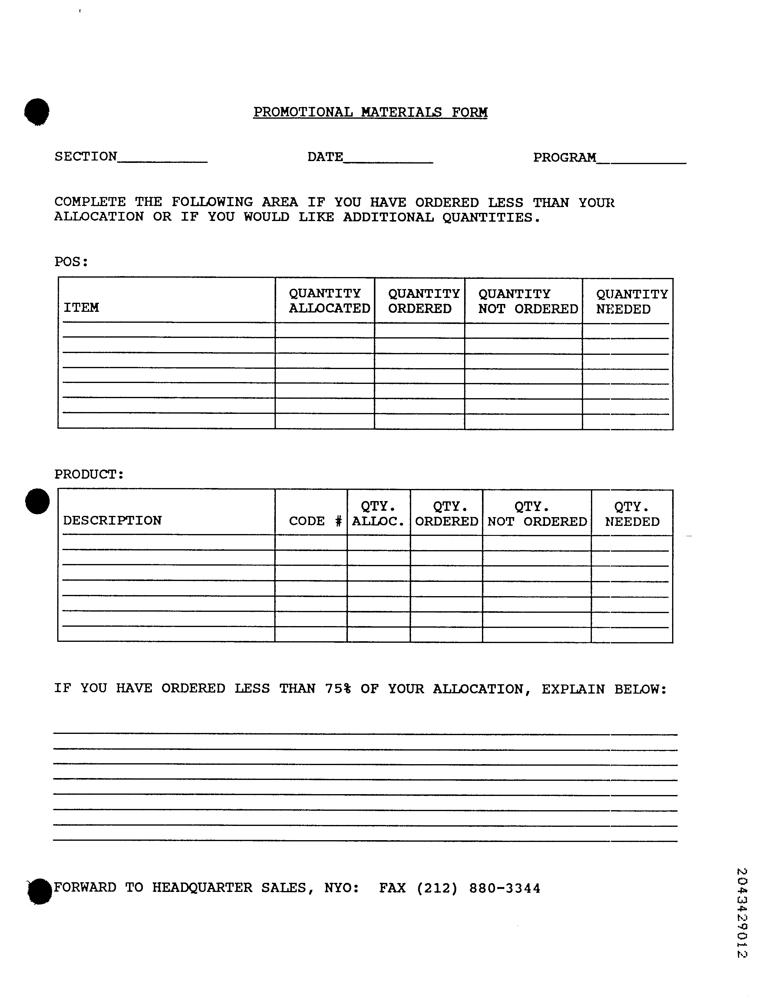 PROMOTIONAL MATERIALS FORM
SECTION____________ DATE____________ PROGRAM____________
COMPLETE THE FOLLOWING AREA IF YOU HAVE ORDERED LESS THAN YOUR
ALLOCATION OR IF YOU WOULD LIKE ADDITIONAL QUANTITIES.
POS:
QUANTITY QUANTITY QUANTITY QUANTITY
ITEM ALLOCATED ORDERED NOT ORDERED NEEDED
PRODUCT:
QTY. QTY. QTY. QTY.
DESCRIPTION CODE # ALLOC. ORDERED NOT ORDERED NEEDED
IF YOU HAVE ORDERED LESS THAN 75% OF YOUR ALLOCATION, EXPLAIN BELOW:
FORWARD TO HEADQUARTER SALES, NYO: FAX (212) 880-3344
2043429012